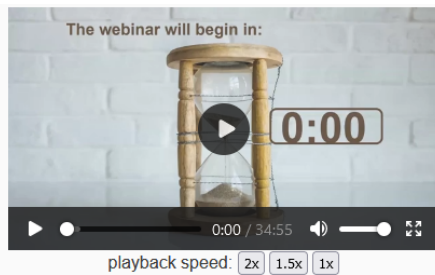 The webinar will begin in:
0:00
0:00 / 34:55
playback speed: 2x 1.5x 1x